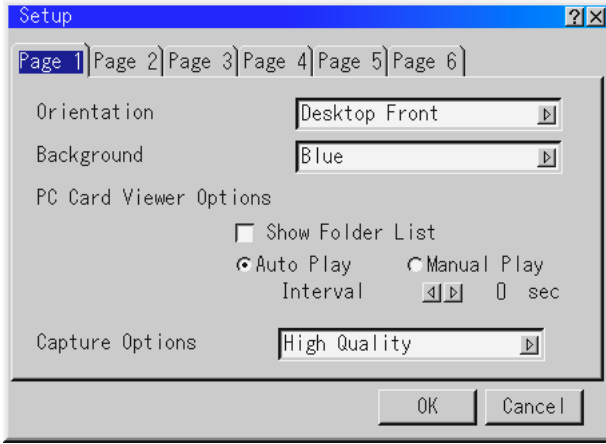 Setup
Page 1 Page 2 Page 3 Page 4 Page 5 Page 6
Orientation Desktop Front
Background Blue
PC Card Viewer Options
Show Folder List
Auto Play Manual Play
Interval 0 sec
Capture Options High Quality
OK Cancel